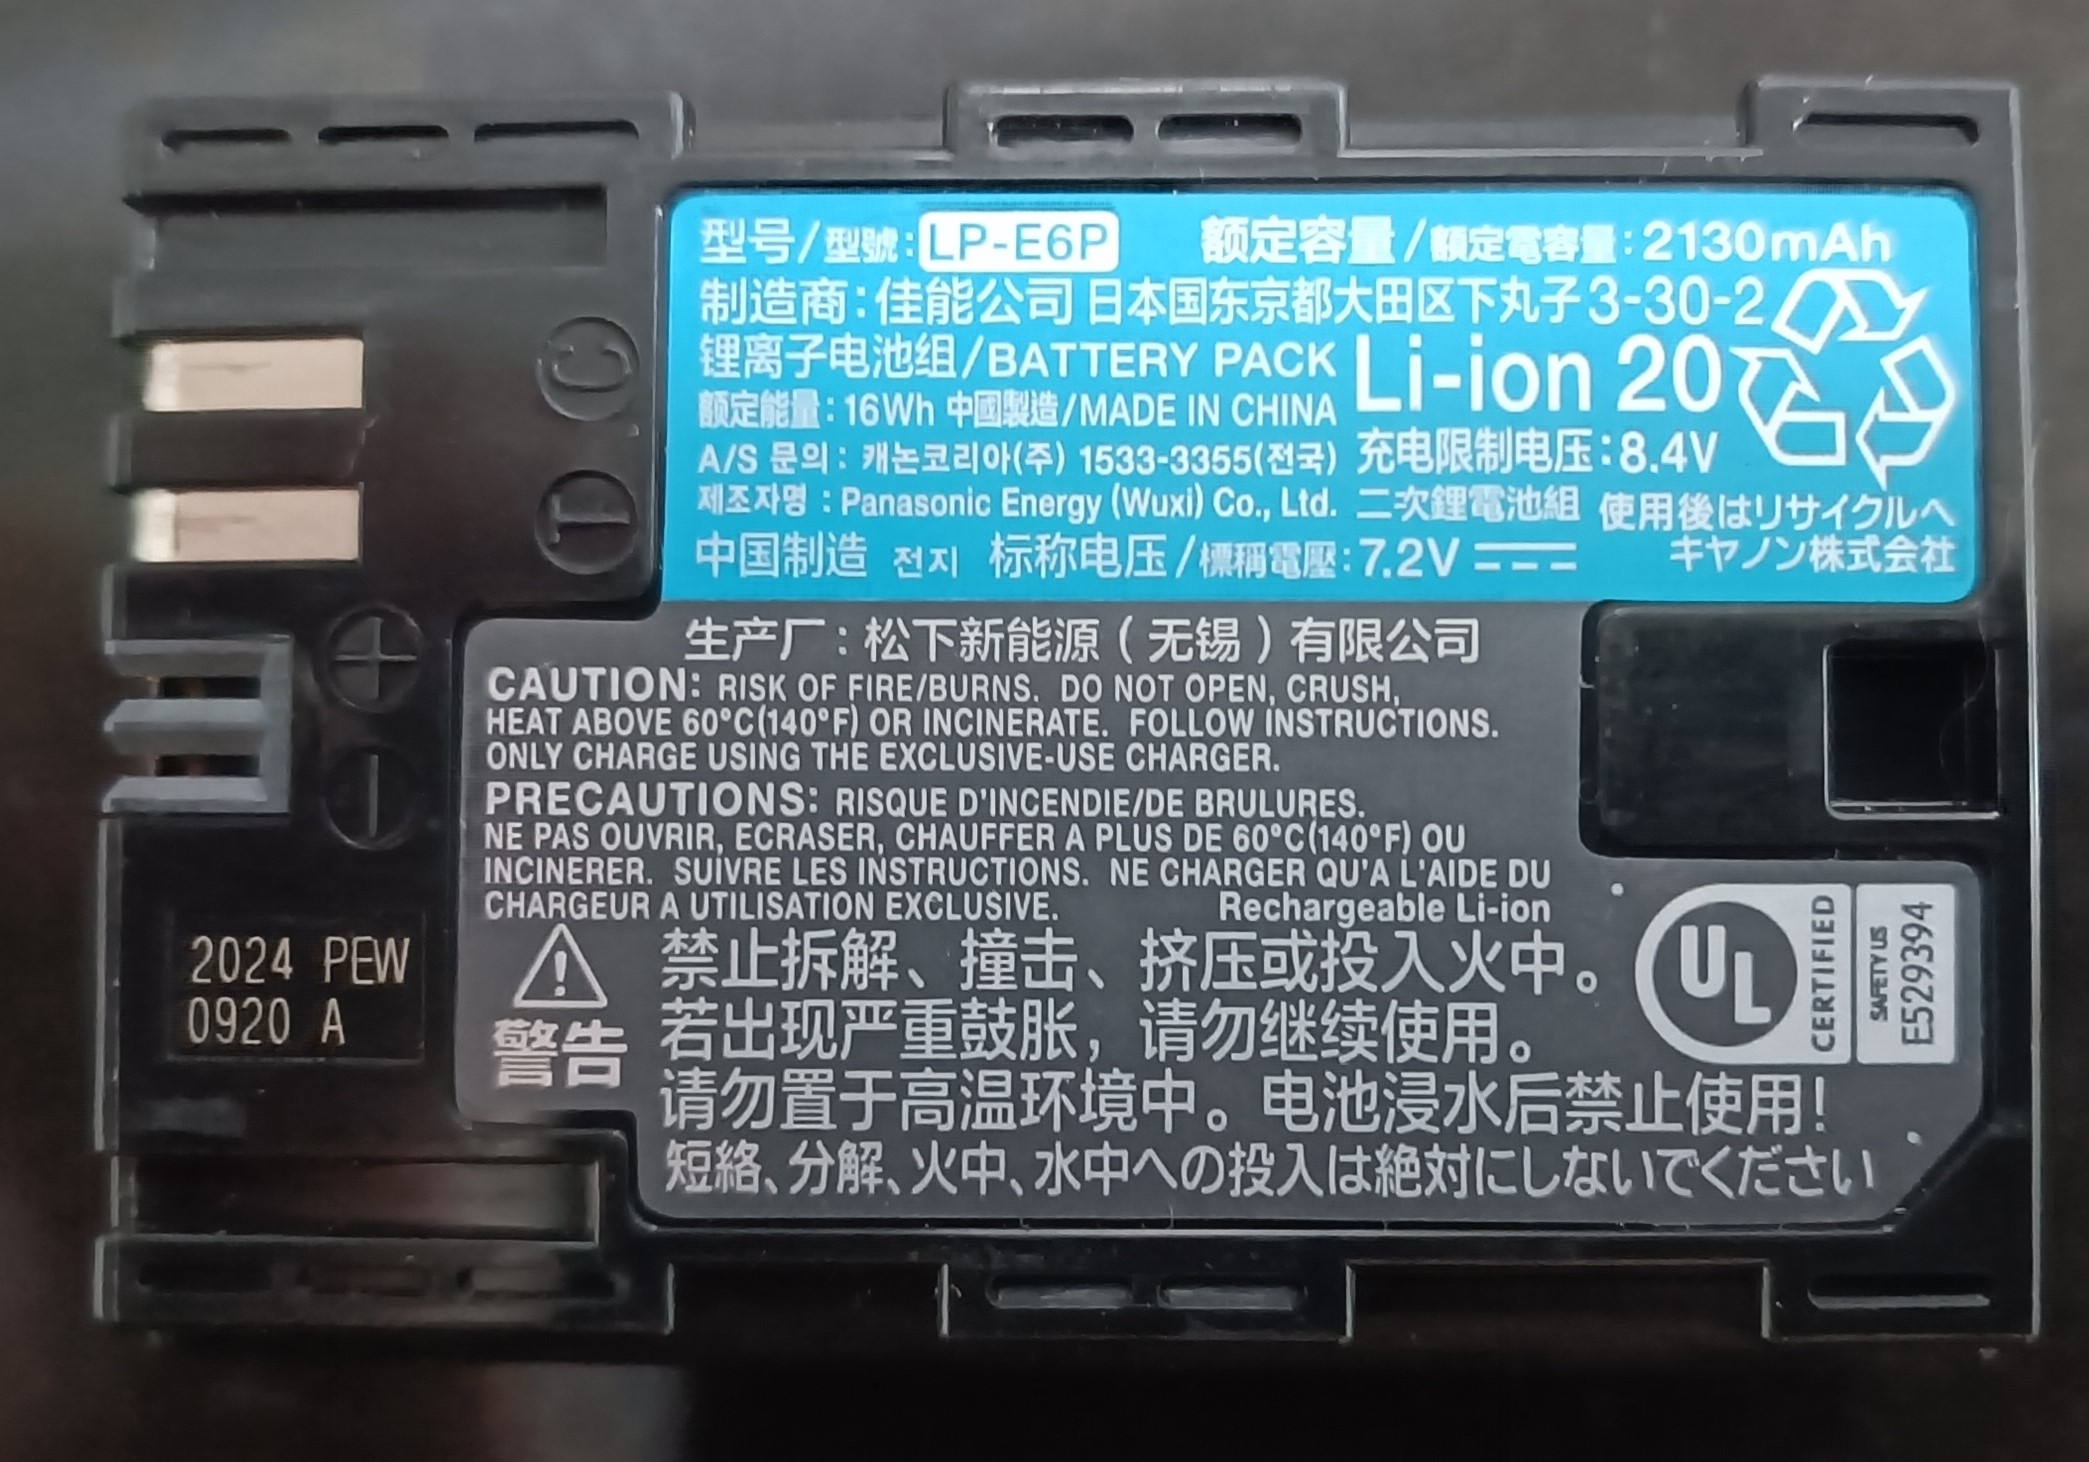 型号/型號:LP-E6P 额定容量/額定電容量:2130mAh
制造商:佳能公司 日本国东京都大田区下丸子3-30-2
锂离子电池组/BATTERY PACK Li-ion 20
额定能量:16Wh 中國製造/MADE IN CHINA
A/S 문의: 캐논코리아(주) 1533-3355(전국) 充电限制电压:8.4V
제조자명 : Panasonic Energy (Wuxi) Co., Ltd. 二次鋰電池組 使用後はリサイクルへ
中国制造 전지 标称电压/標稱電壓:7.2V キヤノン株式会社
C
T
+
−
生产厂:松下新能源(无锡)有限公司
CAUTION: RISK OF FIRE/BURNS. DO NOT OPEN, CRUSH,
HEAT ABOVE 60°C(140°F) OR INCINERATE. FOLLOW INSTRUCTIONS.
ONLY CHARGE USING THE EXCLUSIVE-USE CHARGER.
PRECAUTIONS: RISQUE D'INCENDIE/DE BRULURES.
NE PAS OUVRIR, ECRASER, CHAUFFER A PLUS DE 60°C(140°F) OU
INCINERER. SUIVRE LES INSTRUCTIONS. NE CHARGER QU'A L'AIDE DU
CHARGEUR A UTILISATION EXCLUSIVE. Rechargeable Li-ion
2024 PEW
0920 A
警告
禁止拆解、撞击、挤压或投入火中。
若出现严重鼓胀，请勿继续使用。
请勿置于高温环境中。电池浸水后禁止使用!
短絡、分解、火中、水中への投入は絶対にしないでください
UL
CERTIFIED
SAFETY US
E529394